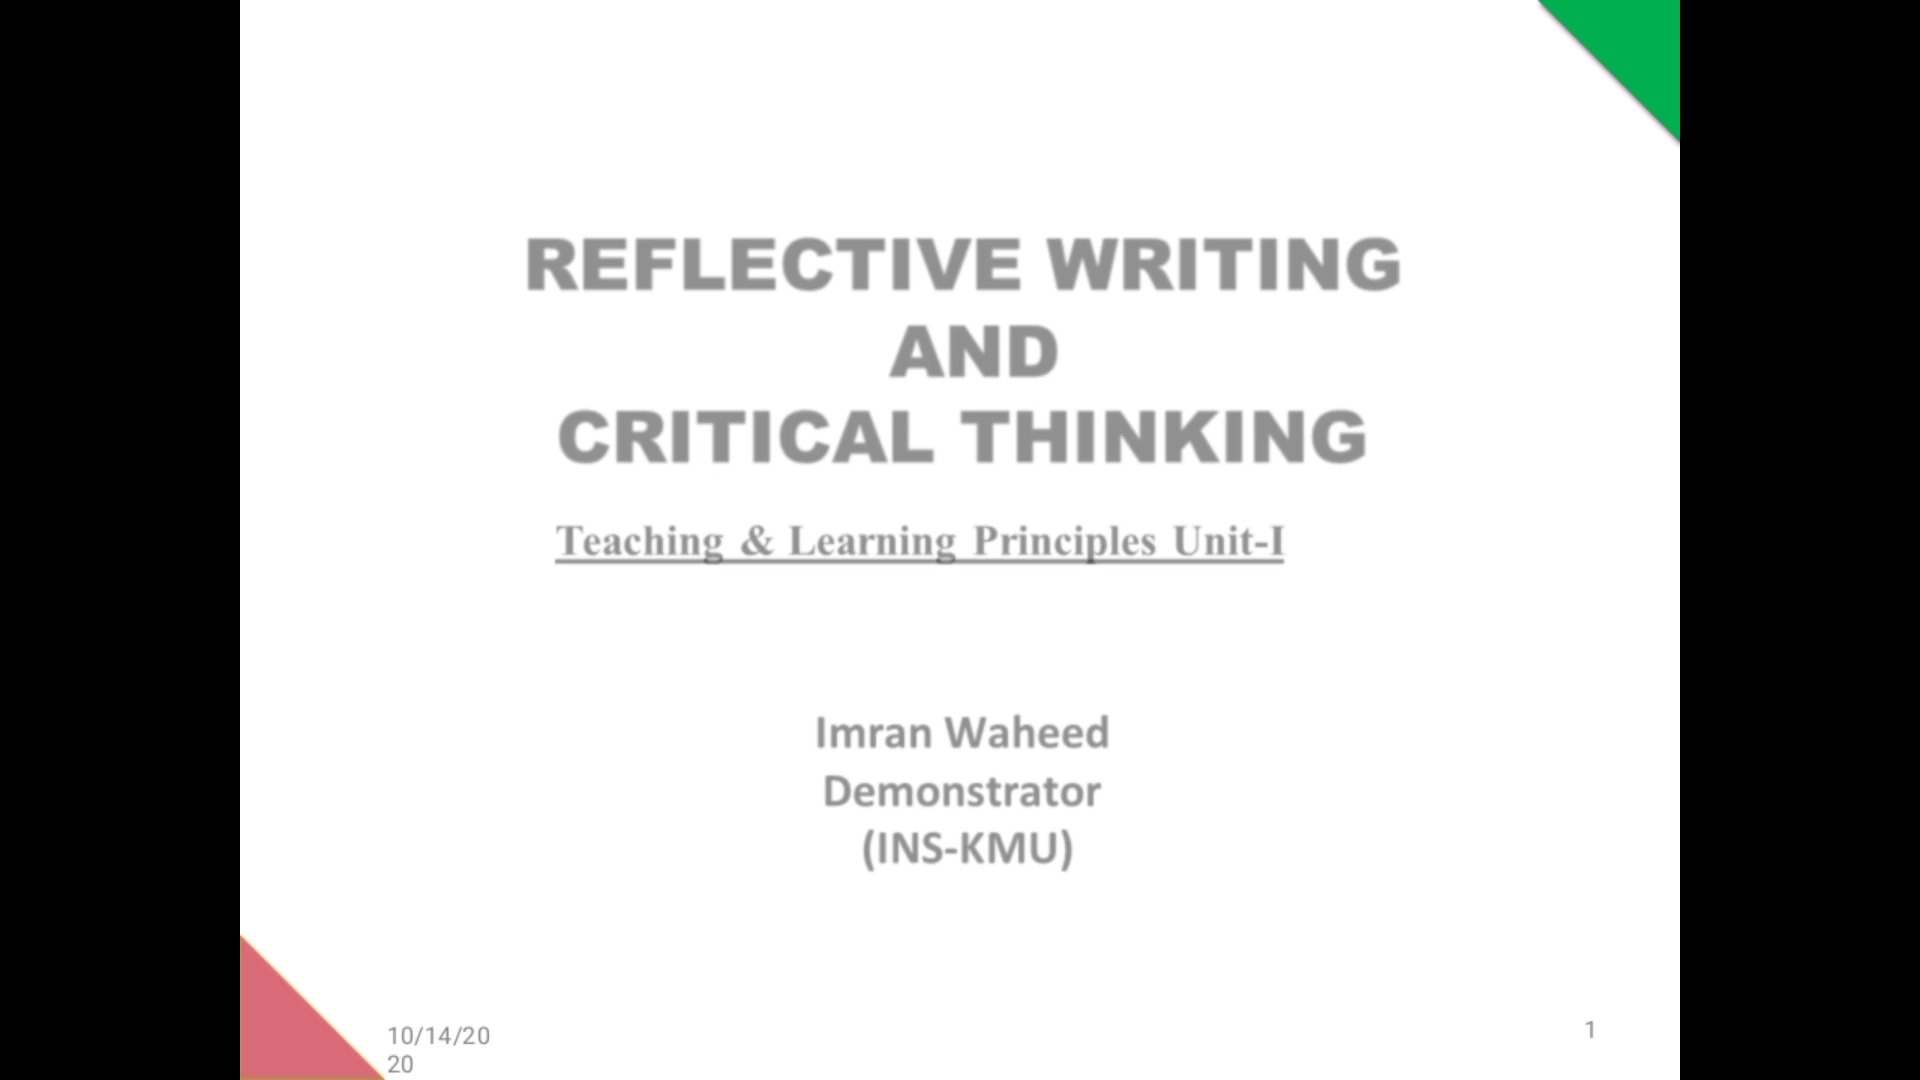 REFLECTIVE WRITING
AND
CRITICAL THINKING
Teaching & Learning Principles Unit-I
Imran Waheed
Demonstrator
(INS-KMU)
10/14/20
20
1